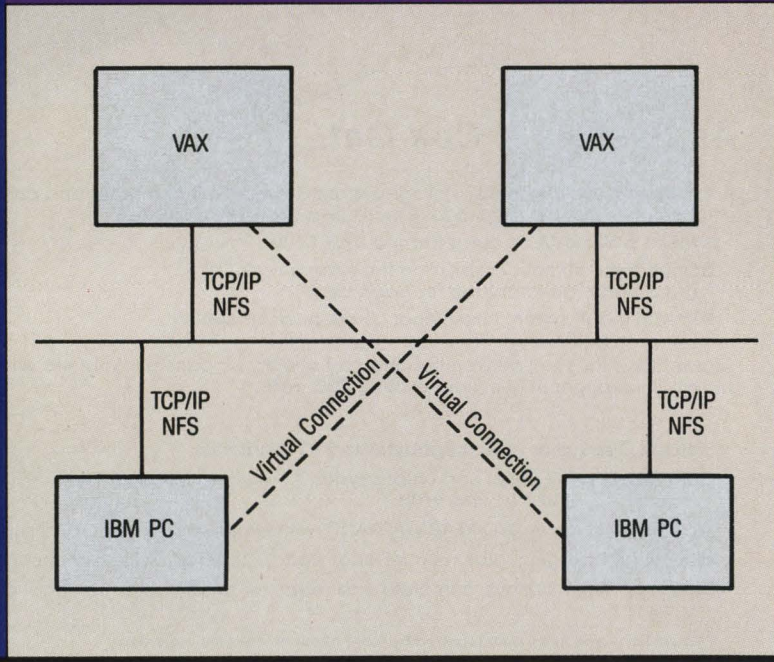 VAX
VAX
TCP/IP
NFS
TCP/IP
NFS
TCP/IP
NFS
Virtual Connection
Virtual Connection
TCP/IP
NFS
IBM PC
IBM PC